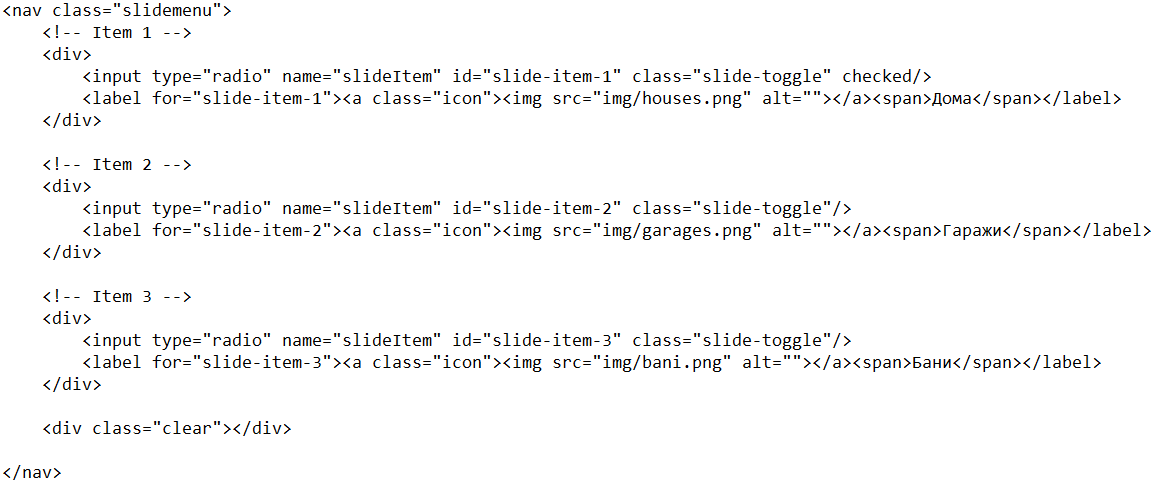 <nav class="slidemenu">
    <!-- Item 1 -->
    <div>
        <input type="radio" name="slideItem" id="slide-item-1" class="slide-toggle" checked/>
        <label for="slide-item-1"><a class="icon"><img src="img/houses.png" alt=""></a><span>Дома</span></label>
    </div>

    <!-- Item 2 -->
    <div>
        <input type="radio" name="slideItem" id="slide-item-2" class="slide-toggle"/>
        <label for="slide-item-2"><a class="icon"><img src="img/garages.png" alt=""></a><span>Гаражи</span></label>
    </div>

    <!-- Item 3 -->
    <div>
        <input type="radio" name="slideItem" id="slide-item-3" class="slide-toggle"/>
        <label for="slide-item-3"><a class="icon"><img src="img/bani.png" alt=""></a><span>Бани</span></label>
    </div>

    <div class="clear"></div>

</nav>